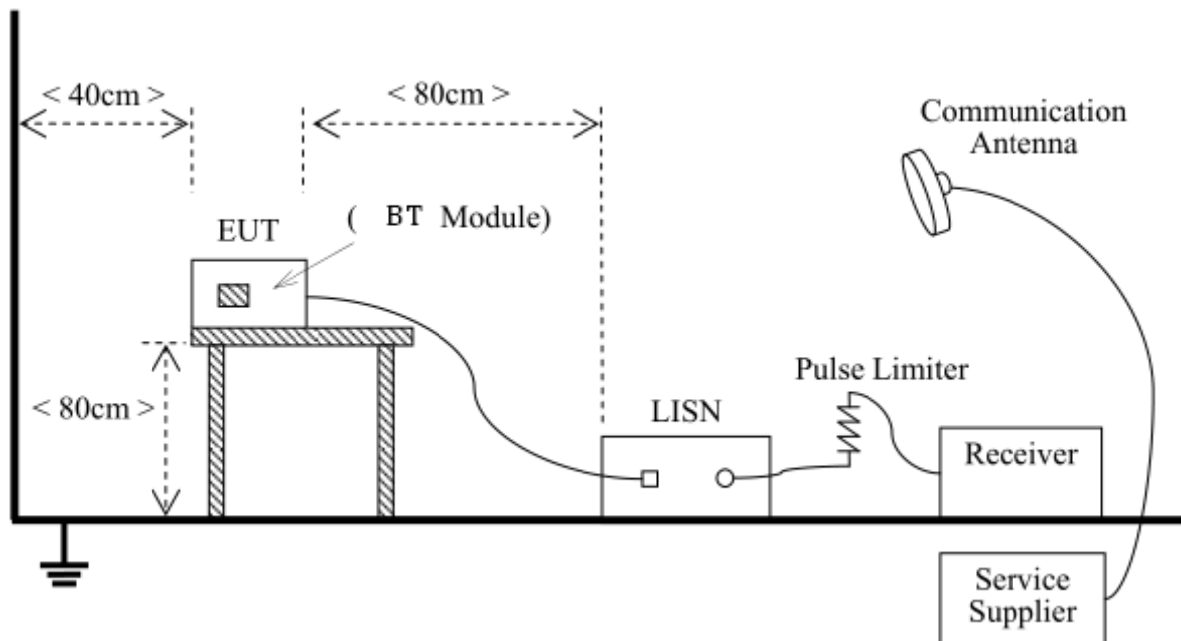 < 40cm >
< 80cm >
Communication
Antenna
( BT Module)
EUT
Pulse Limiter
< 80cm >
LISN
Receiver
Service
Supplier